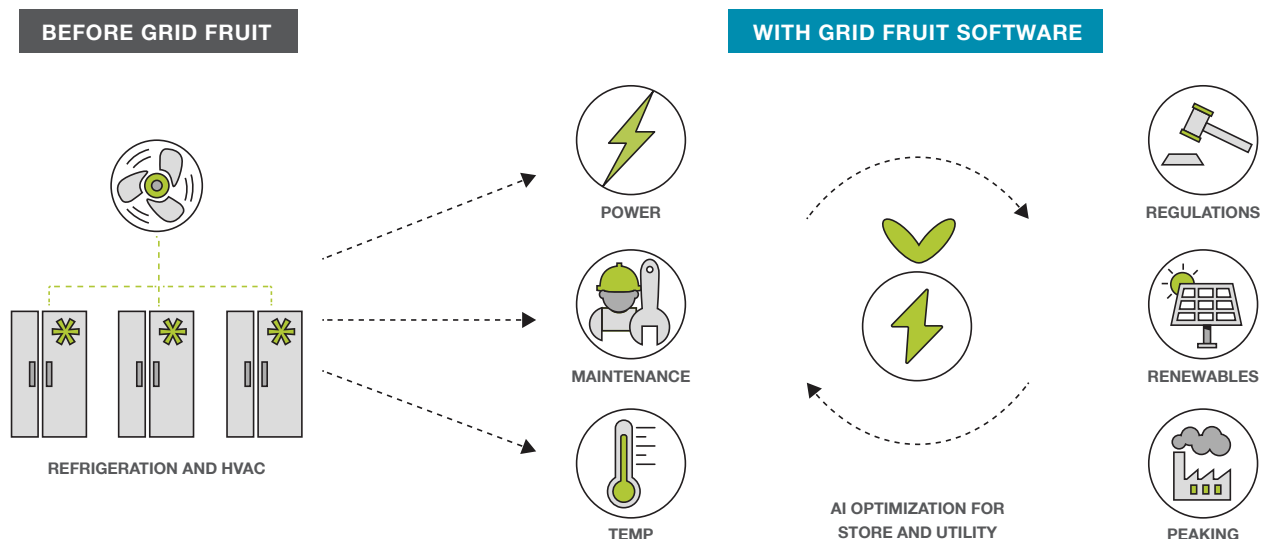 BEFORE GRID FRUIT
WITH GRID FRUIT SOFTWARE
POWER
REGULATIONS
MAINTENANCE
RENEWABLES
REFRIGERATION AND HVAC
AI OPTIMIZATION FOR
STORE AND UTILITY
TEMP
PEAKING